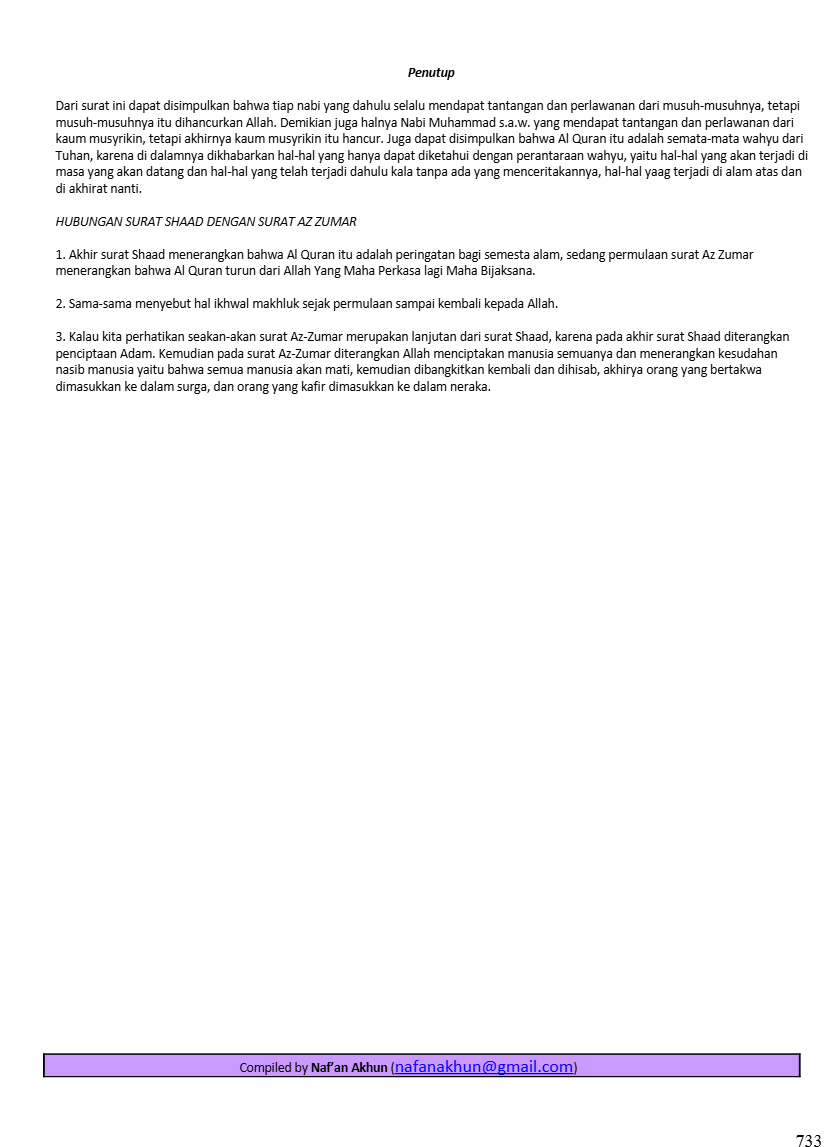 Penutup
Dari surat ini dapat disimpulkan bahwa tiap nabi yang dahulu selalu mendapat tantangan dan perlawanan dari musuh-musuhnya, tetapi
musuh-musuhnya itu dihancurkan Allah. Demikian juga halnya Nabi Muhammad s.a.w. yang mendapat tantangan dan perlawanan dari
kaum musyrikin, tetapi akhirnya kaum musyrikin itu hancur. Juga dapat disimpulkan bahwa Al Quran itu adalah semata-mata wahyu dari
Tuhan, karena di dalamnya dikhabarkan hal-hal yang hanya dapat diketahui dengan perantaraan wahyu, yaitu hal-hal yang akan terjadi di
masa yang akan datang dan hal-hal yang telah terjadi dahulu kala tanpa ada yang menceritakannya, hal-hal yaag terjadi di alam atas dan
di akhirat nanti.
HUBUNGAN SURAT SHAAD DENGAN SURAT AZ ZUMAR
1. Akhir surat Shaad menerangkan bahwa Al Quran itu adalah peringatan bagi semesta alam, sedang permulaan surat Az Zumar
menerangkan bahwa Al Quran turun dari Allah Yang Maha Perkasa lagi Maha Bijaksana.
2. Sama-sama menyebut hal ikhwal makhluk sejak permulaan sampai kembali kepada Allah.
3. Kalau kita perhatikan seakan-akan surat Az-Zumar merupakan lanjutan dari surat Shaad, karena pada akhir surat Shaad diterangkan
penciptaan Adam. Kemudian pada surat Az-Zumar diterangkan Allah menciptakan manusia semuanya dan menerangkan kesudahan
nasib manusia yaitu bahwa semua manusia akan mati, kemudian dibangkitkan kembali dan dihisab, akhirya orang yang bertakwa
dimasukkan ke dalam surga, dan orang yang kafir dimasukkan ke dalam neraka.
Compiled by Naf’an Akhun (nafanakhun@gmail.com)
733